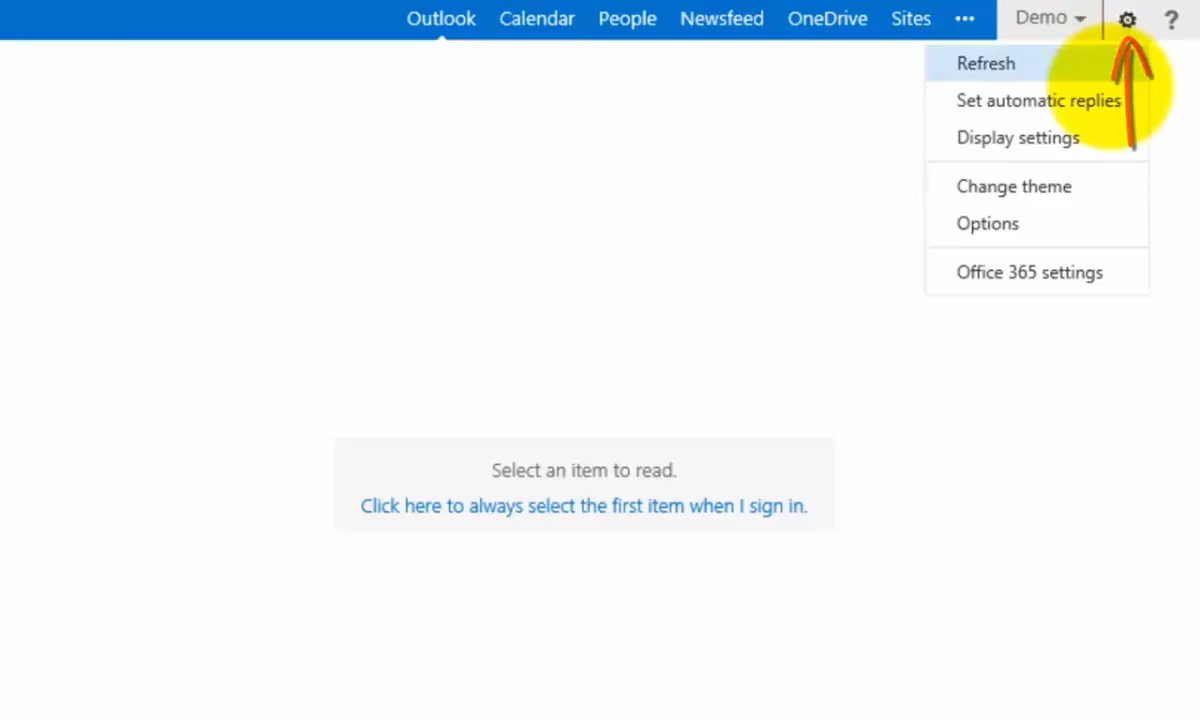 Outlook Calendar People Newsfeed OneDrive Sites ••• Demo ?
Refresh
Set automatic replies
Display settings
Change theme
Options
Office 365 settings
Select an item to read.
Click here to always select the first item when I sign in.